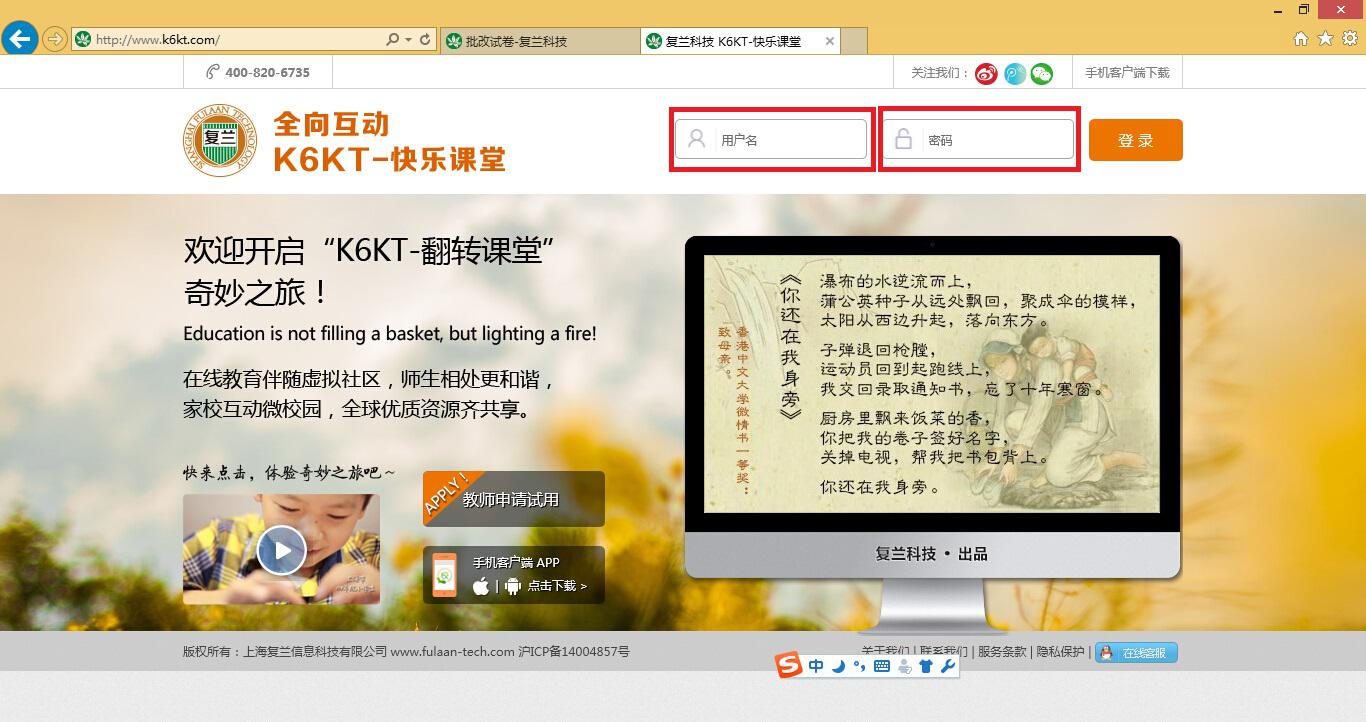 http://www.k6kt.com/
批改试卷-复兰科技
复兰科技 K6KT-快乐课堂
400-820-6735
关注我们：
手机客户端下载
SHANGHAI FULAAN TECHNOLOGY
复兰
全向互动
K6KT-快乐课堂
用户名
密码
登 录
欢迎开启“K6KT-翻转课堂”
奇妙之旅！
Education is not filling a basket, but lighting a fire!
在线教育伴随虚拟社区，师生相处更和谐，
家校互动微校园，全球优质资源齐共享。
快来点击，体验奇妙之旅吧～
APPLY！
教师申请试用
手机客户端 APP
| 点击下载 >
《你还在我身旁》
香港中文大学微情书一等奖：
致母亲。
瀑布的水逆流而上，
蒲公英种子从远处飘回，聚成伞的模样，
太阳从西边升起，落向东方。
子弹退回枪膛，
运动员回到起跑线上，
我交回录取通知书，忘了十年寒窗。
厨房里飘来饭菜的香，
你把我的卷子签好名字，
关掉电视，帮我把书包背上。
你还在我身旁。
复兰科技 • 出品
版权所有：上海复兰信息科技有限公司 www.fulaan-tech.com 沪ICP备14004857号
关于我们 | 联系我们 | 服务条款 | 隐私保护 |
在线客服
S 中